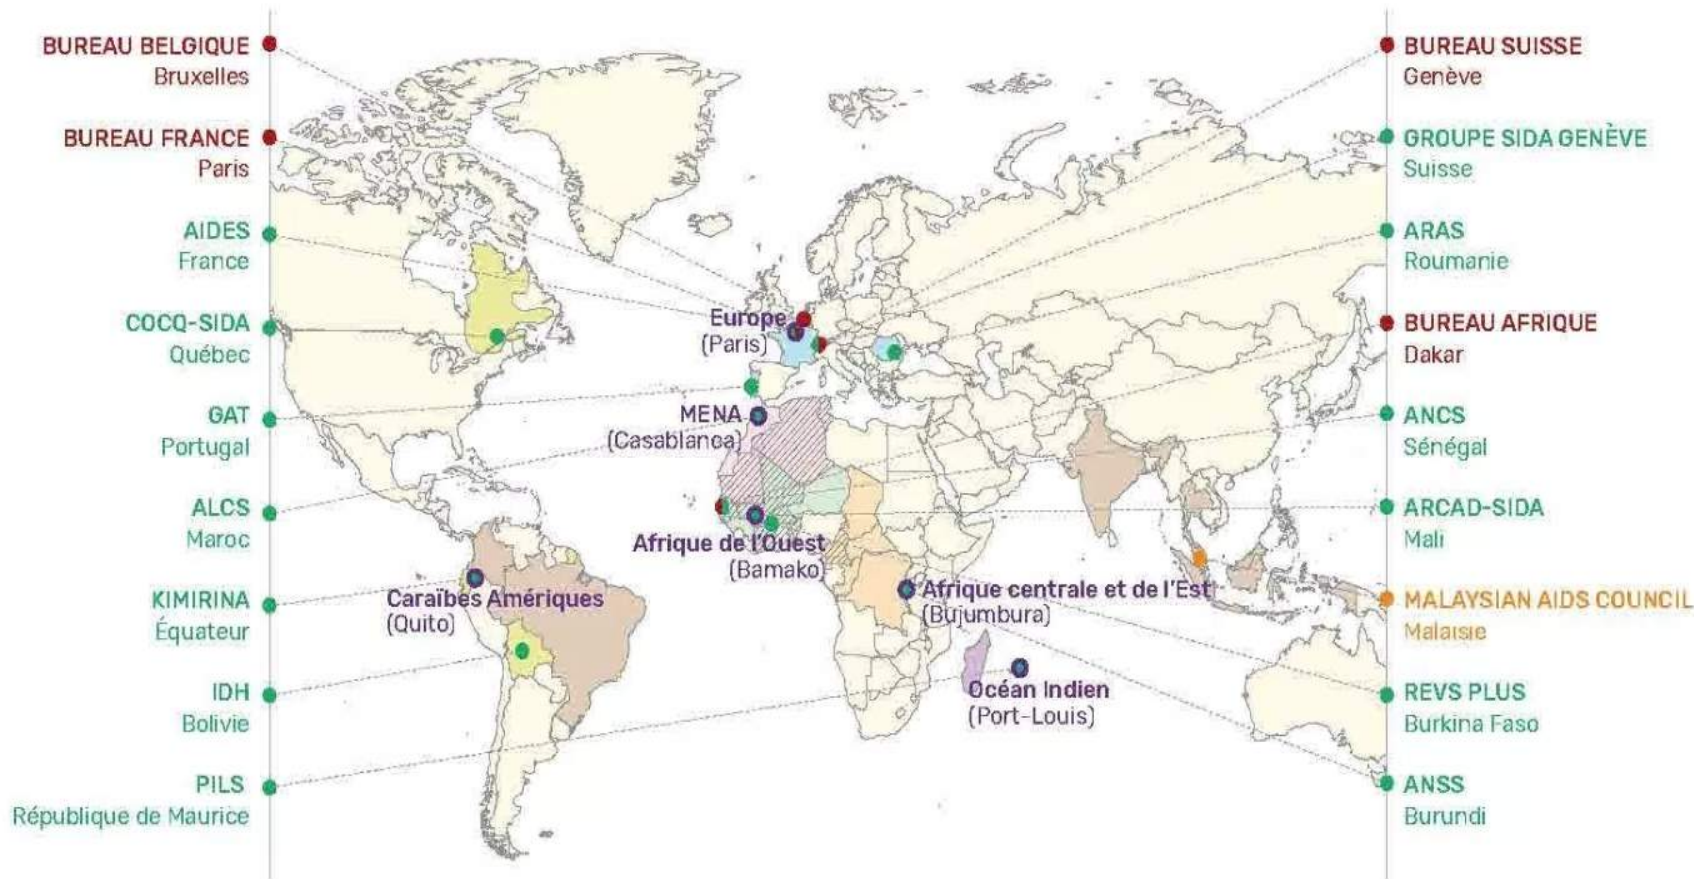 BUREAU BELGIQUE
Bruxelles
BUREAU FRANCE
Paris
AIDES
France
COCQ-SIDA
Québec
GAT
Portugal
ALCS
Maroc
KIMIRINA
Équateur
IDH
Bolivie
PILS
République de Maurice
Europe
(Paris)
MENA
(Casablanca)
Afrique de l'Ouest
(Bamako)
Caraïbes Amériques
(Quito)
Afrique centrale et de l'Est
(Bujumbura)
Océan Indien
(Port-Louis)
BUREAU SUISSE
Genève
GROUPE SIDA GENÈVE
Suisse
ARAS
Roumanie
BUREAU AFRIQUE
Dakar
ANCS
Sénégal
ARCAD-SIDA
Mali
MALAYSIAN AIDS COUNCIL
Malaisie
REVS PLUS
Burkina Faso
ANSS
Burundi